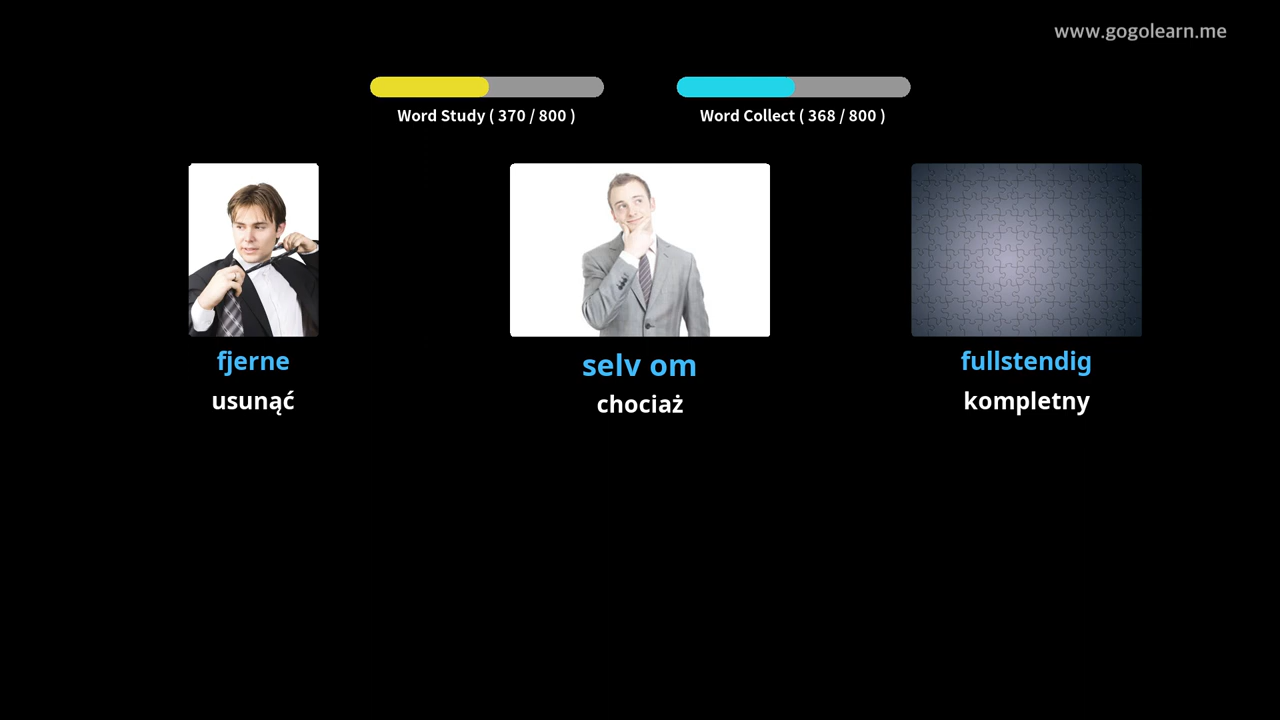 www.gogolearn.me
Word Study ( 370 / 800 )
Word Collect ( 368 / 800 )
fjerne
usunąć
selv om
chociaż
fullstendig
kompletny